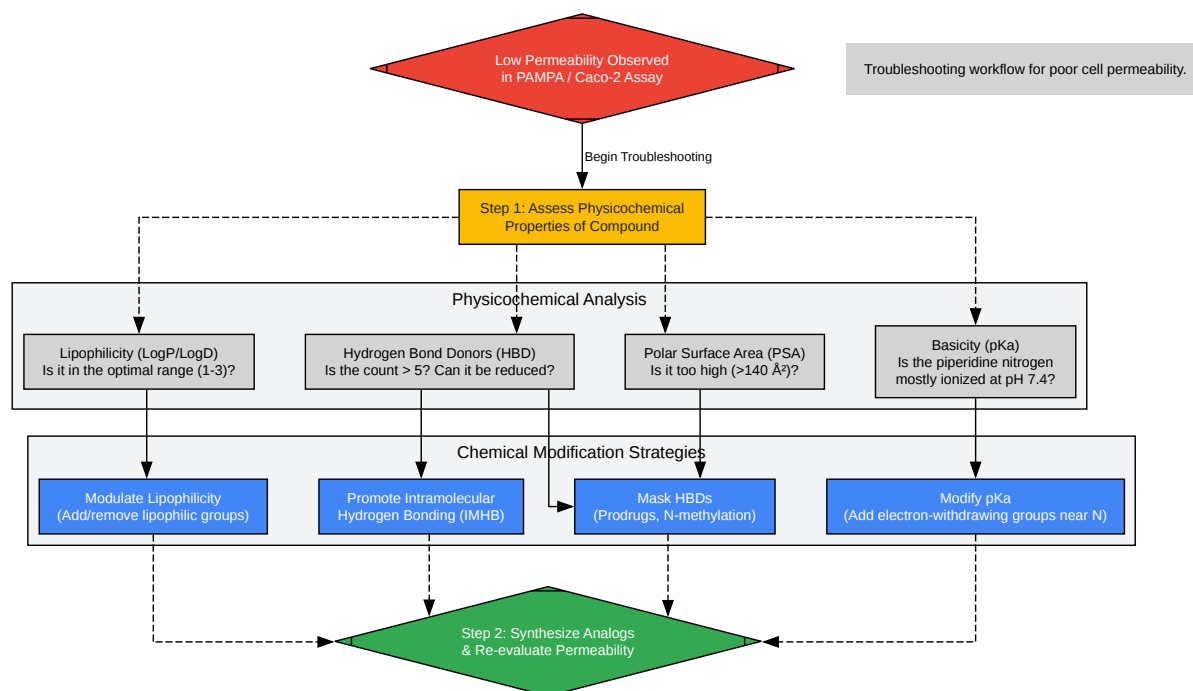 Low Permeability Observed
in PAMPA / Caco-2 Assay
Troubleshooting workflow for poor cell permeability.
Begin Troubleshooting
Step 1: Assess Physicochemical
Properties of Compound
Physicochemical Analysis
Lipophilicity (LogP/LogD)
Is it in the optimal range (1-3)?
Hydrogen Bond Donors (HBD)
Is the count > 5? Can it be reduced?
Polar Surface Area (PSA)
Is it too high (>140 Å²)?
Basicity (pKa)
Is the piperidine nitrogen
mostly ionized at pH 7.4?
Chemical Modification Strategies
Modulate Lipophilicity
(Add/remove lipophilic groups)
Promote Intramolecular
Hydrogen Bonding (IMHB)
Mask HBDs
(Prodrugs, N-methylation)
Modify pKa
(Add electron-withdrawing groups near N)
Step 2: Synthesize Analogs
& Re-evaluate Permeability